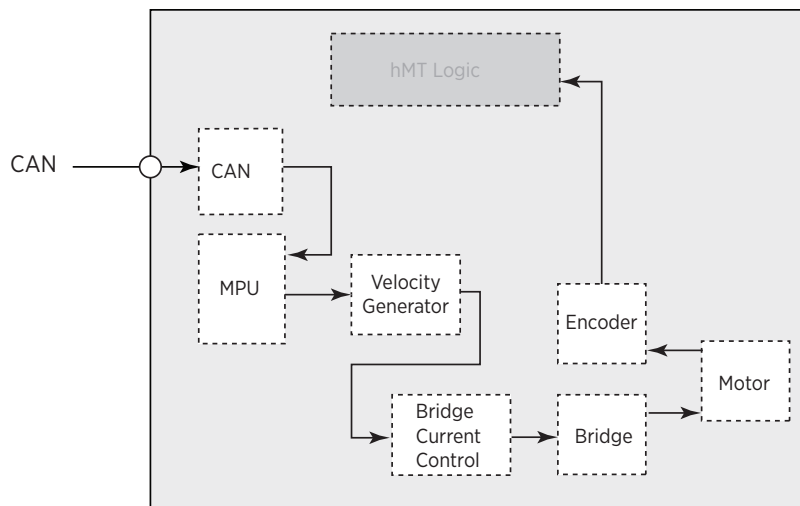 hMT Logic
CAN
CAN
MPU
Velocity
Generator
Encoder
Motor
Bridge
Current
Control
Bridge